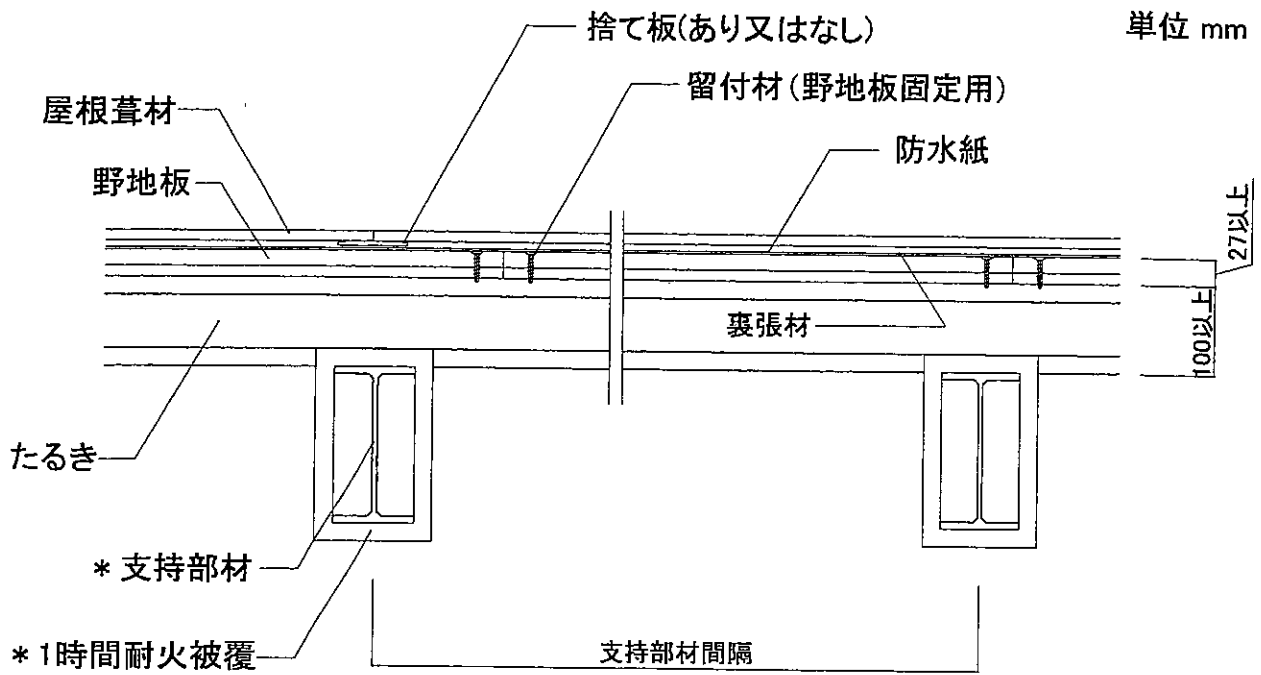 捨て板(あり又はなし)
単位 mm
留付材(野地板固定用)
屋根葺材
防水紙
野地板
27以上
裏張材
100以上
たるき
*支持部材
*1時間耐火被覆
支持部材間隔